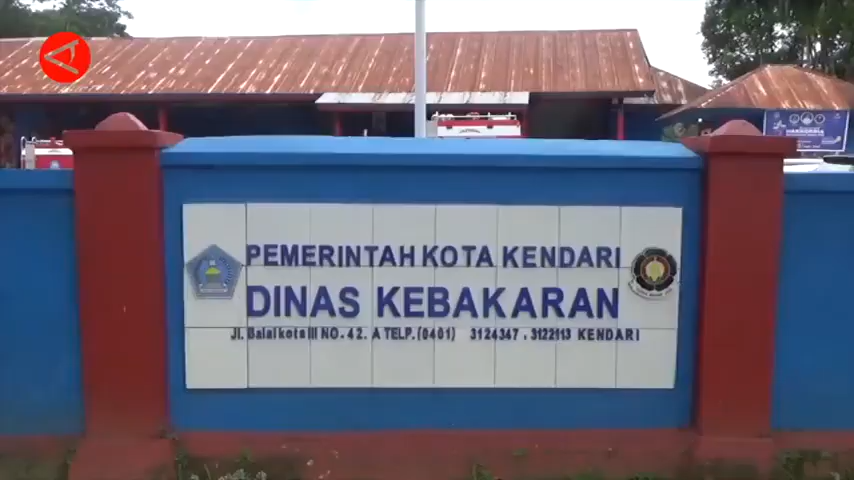 PEMERINTAH KOTA KENDARI
DINAS KEBAKARAN
Jl. Balaikota III NO. 42. A TELP. (0401) 3124347 . 3122113 KENDARI